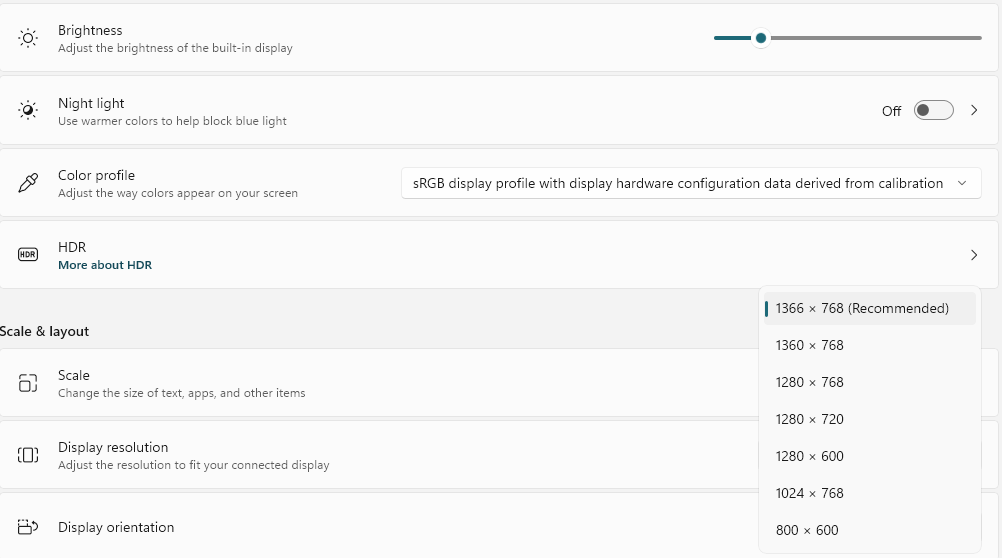 Brightness
Adjust the brightness of the built-in display
Night light
Use warmer colors to help block blue light
Off
Color profile
Adjust the way colors appear on your screen
sRGB display profile with display hardware configuration data derived from calibration
HDR
HDR
More about HDR
Scale & layout
Scale
Change the size of text, apps, and other items
Display resolution
Adjust the resolution to fit your connected display
Display orientation
1366 × 768 (Recommended)
1360 × 768
1280 × 768
1280 × 720
1280 × 600
1024 × 768
800 × 600